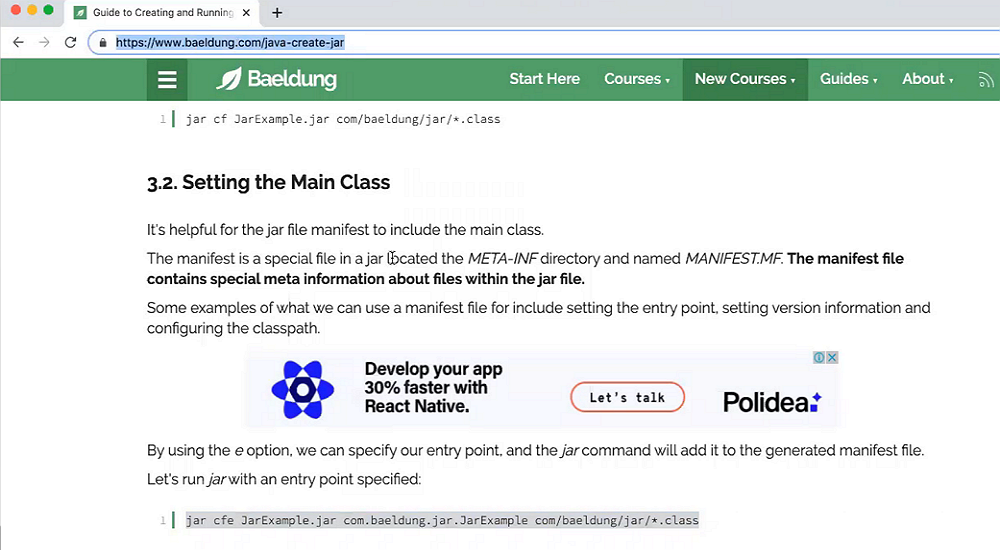 Guide to Creating and Running
https://www.baeldung.com/java-create-jar
Baeldung Start Here Courses New Courses Guides About
1 jar cf JarExample.jar com/baeldung/jar/*.class
3.2. Setting the Main Class
It's helpful for the jar file manifest to include the main class.
The manifest is a special file in a jar located the META-INF directory and named MANIFEST.MF. The manifest file
contains special meta information about files within the jar file.
Some examples of what we can use a manifest file for include setting the entry point, setting version information and
configuring the classpath.
Develop your app
30% faster with
React Native.
Let's talk
Polidea
By using the e option, we can specify our entry point, and the jar command will add it to the generated manifest file.
Let's run jar with an entry point specified:
1 jar cfe JarExample.jar com.baeldung.jar.JarExample com/baeldung/jar/*.class